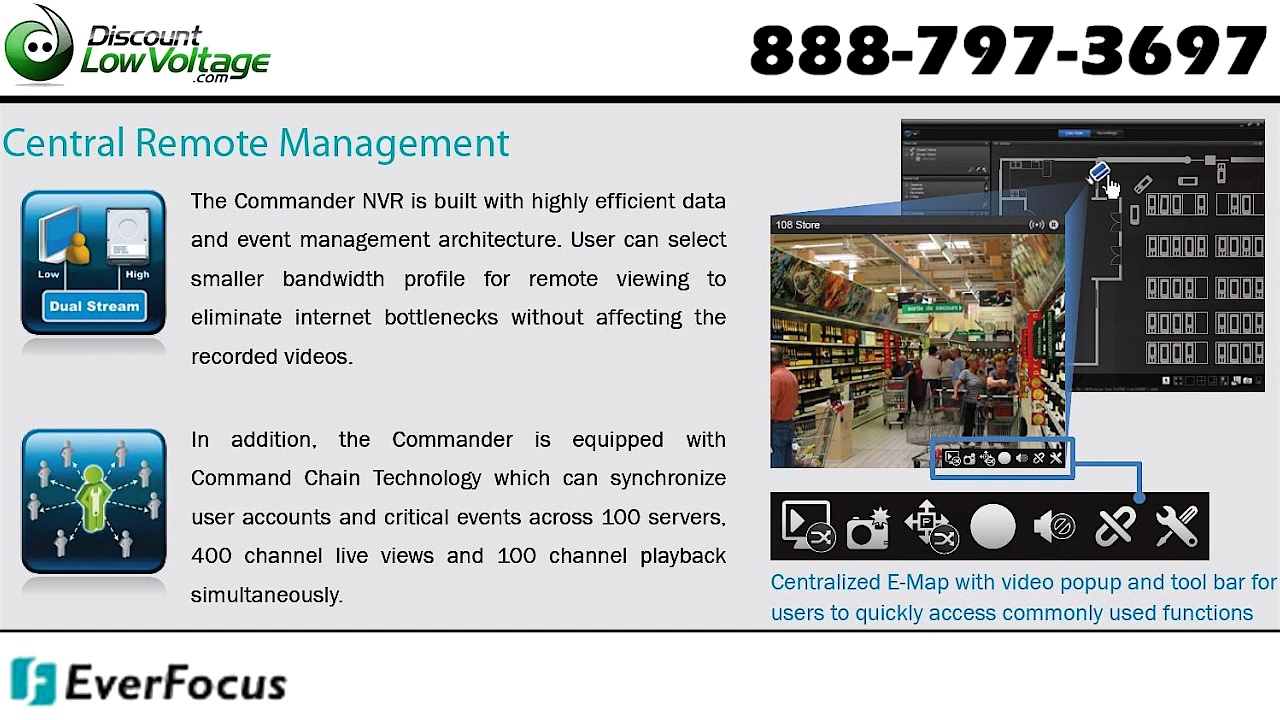 Discount
LowVoltage
.com
888-797-3697
Central Remote Management
Low High
Dual Stream
The Commander NVR is built with highly efficient data
and event management architecture. User can select
smaller bandwidth profile for remote viewing to
eliminate internet bottlenecks without affecting the
recorded videos.
In addition, the Commander is equipped with
Command Chain Technology which can synchronize
user accounts and critical events across 100 servers,
400 channel live views and 100 channel playback
simultaneously.
108 Store
sortie de secours
Centralized E-Map with video popup and tool bar for
users to quickly access commonly used functions
EverFocus